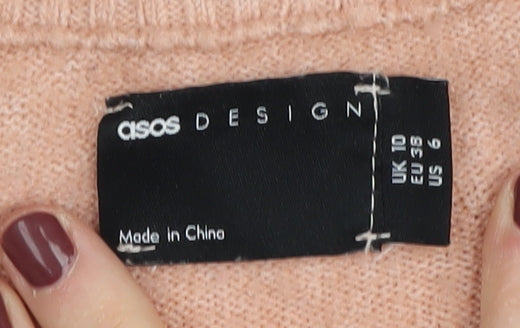 asos DESIGN
Made in China
UK 10
EU 38
US 6